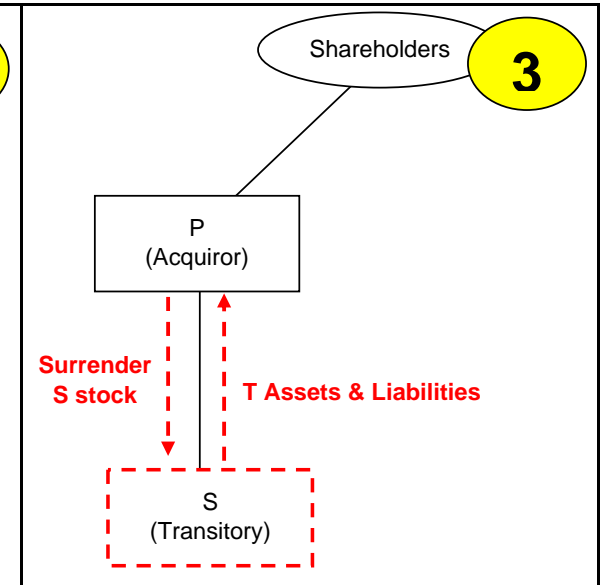 Shareholders
3
P
(Acquiror)
Surrender
S stock
T Assets & Liabilities
S
(Transitory)